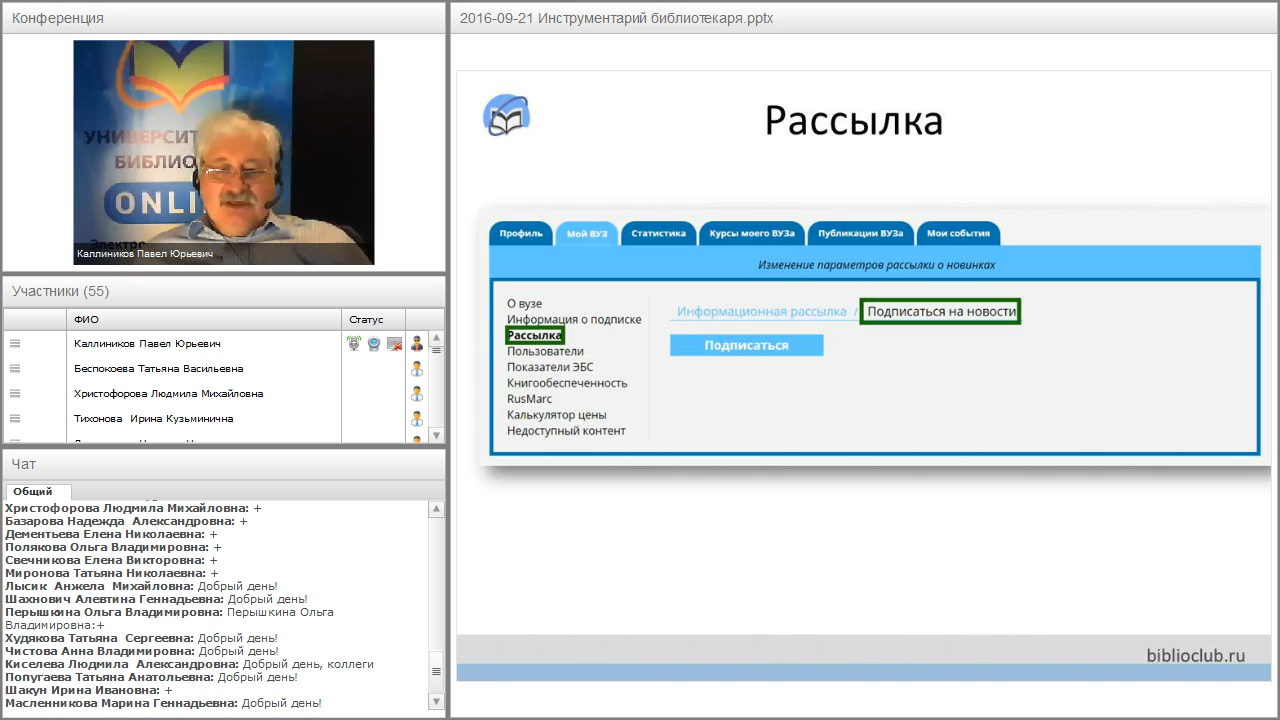 Конференция
УНИВЕРСИТ
БИБЛИО
ONLI
Электро
Каллиников Павел Юрьевич
Участники (55)
ФИО
Статус
Каллиников Павел Юрьевич
Беспокоева Татьяна Васильевна
Христофорова Людмила Михайловна
Тихонова Ирина Кузьминична
Чат
Общий
Христофорова Людмила Михайловна: +
Базарова Надежда Александровна: +
Дементьева Елена Николаевна: +
Полякова Ольга Владимировна: +
Свечникова Елена Викторовна: +
Миронова Татьяна Николаевна: +
Лысик Анжела Михайловна: Добрый день!
Шахнович Алевтина Геннадьевна: Добрый день!
Перышкина Ольга Владимировна: Перышкина Ольга
Владимировна:+
Худякова Татьяна Сергеевна: Добрый день!
Чистова Анна Владимировна: Добрый день!
Киселева Людмила Александровна: Добрый день, коллеги
Попугаева Татьяна Анатольевна: Добрый день!
Шакун Ирина Ивановна: +
Масленникова Марина Геннадьевна: Добрый день!
2016-09-21 Инструментарий библиотекаря.pptx
Рассылка
Профиль
Мой ВУЗ
Статистика
Курсы моего ВУЗа
Публикации ВУЗа
Мои события
Изменение параметров рассылки о новинках
О вузе
Информация о подписке
Рассылка
Пользователи
Показатели ЭБС
Книгообеспеченность
RusMarc
Калькулятор цены
Недоступный контент
Информационная рассылка / Подписаться на новости
Подписаться
biblioclub.ru